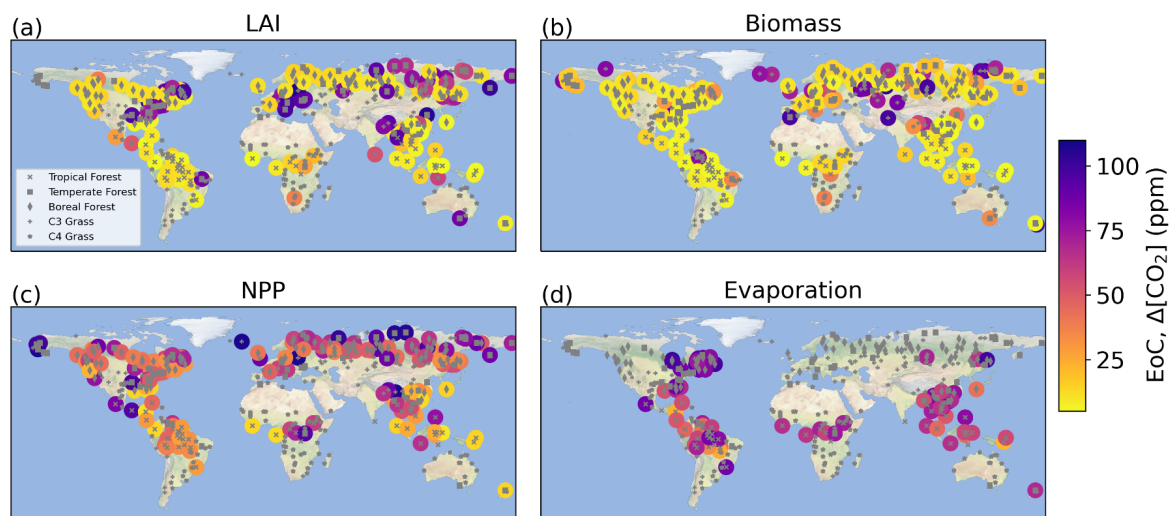 (a) LAI
(b) Biomass
Tropical Forest
Temperate Forest
Boreal Forest
C3 Grass
C4 Grass
(c) NPP
(d) Evaporation
100
75
50
25
EoC, Δ[CO₂] (ppm)